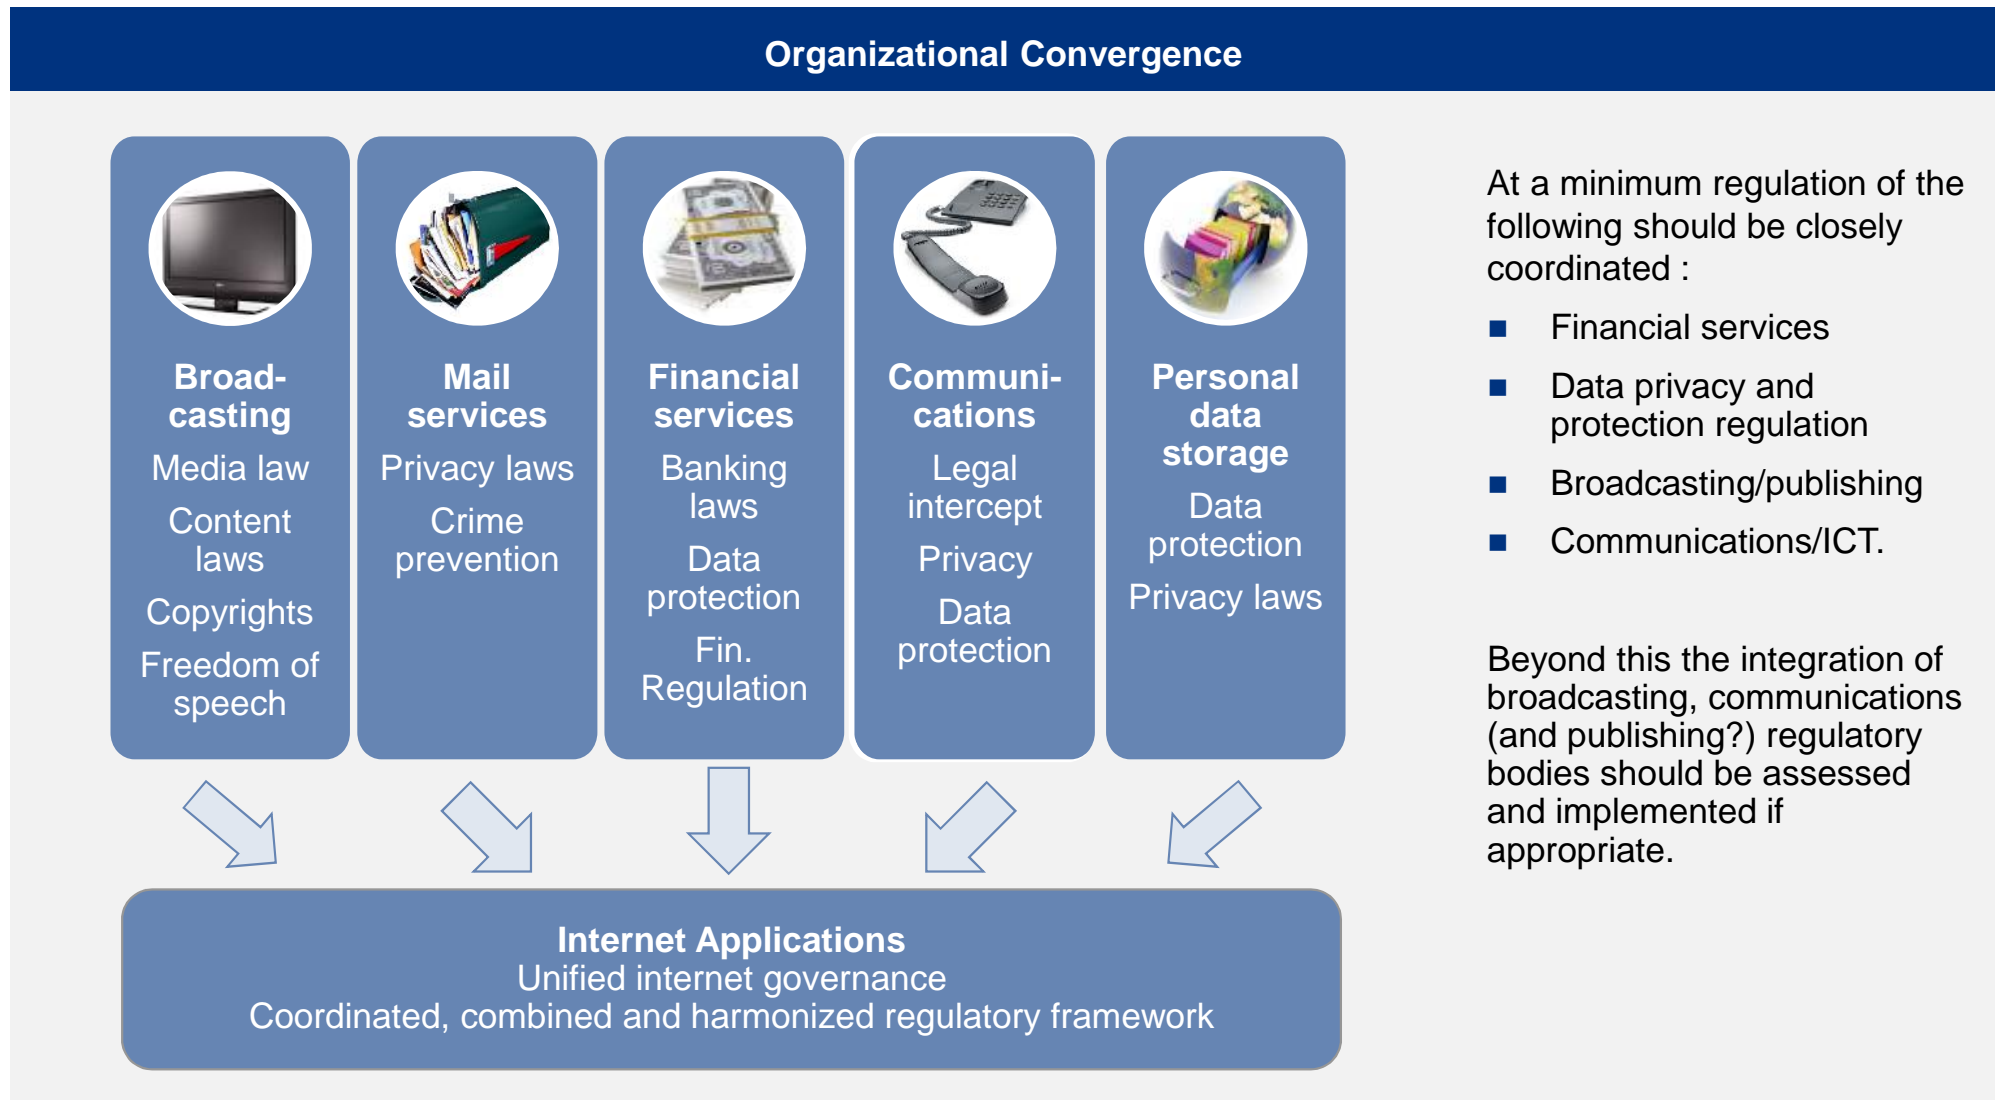 Organizational Convergence
Broad-
casting
Media law
Content
laws
Copyrights
Freedom of
speech
Mail
services
Privacy laws
Crime
prevention
Financial
services
Banking
laws
Data
protection
Fin.
Regulation
Communi-
cations
Legal
intercept
Privacy
Data
protection
Personal
data
storage
Data
protection
Privacy laws
Internet Applications
Unified internet governance
Coordinated, combined and harmonized regulatory framework
At a minimum regulation of the
following should be closely
coordinated :
Financial services
Data privacy and
protection regulation
Broadcasting/publishing
Communications/ICT.
Beyond this the integration of
broadcasting, communications
(and publishing?) regulatory
bodies should be assessed
and implemented if
appropriate.